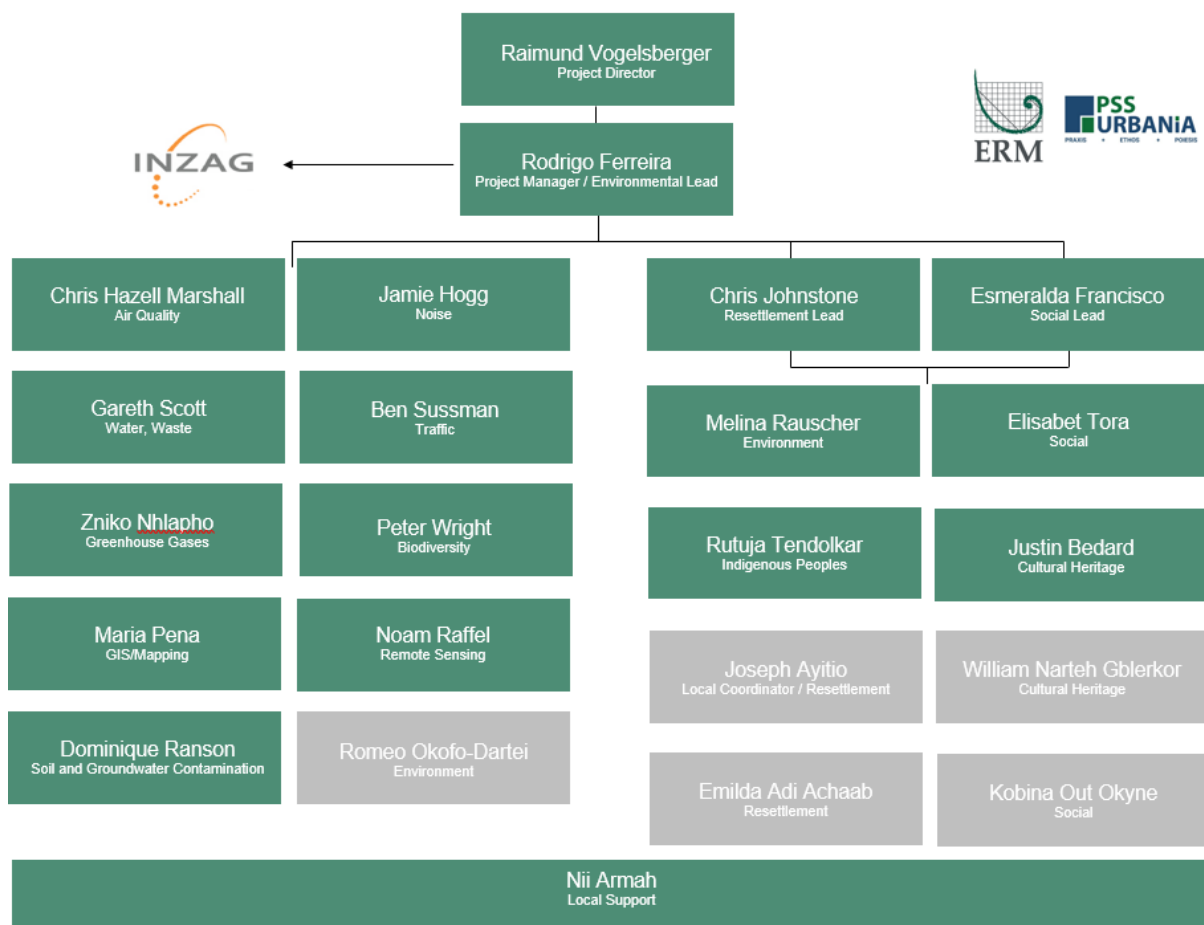 Raimund Vogelsberger
Project Director
INZAG
Rodrigo Ferreira
Project Manager / Environmental Lead
ERM
PSS
URBANiA
PRAXIS + ETHOS + POIESIS
Chris Hazell Marshall
Air Quality
Jamie Hogg
Noise
Chris Johnstone
Resettlement Lead
Esmeralda Francisco
Social Lead
Gareth Scott
Water, Waste
Ben Sussman
Traffic
Melina Rauscher
Environment
Elisabet Tora
Social
Zniko Nhlapho
Greenhouse Gases
Peter Wright
Biodiversity
Rutuja Tendolkar
Indigenous Peoples
Justin Bedard
Cultural Heritage
Maria Pena
GIS/Mapping
Noam Raffel
Remote Sensing
Joseph Ayitio
Local Coordinator / Resettlement
William Narteh Gblerkor
Cultural Heritage
Dominique Ranson
Soil and Groundwater Contamination
Romeo Okofo-Dartei
Environment
Emilda Adi Achaab
Resettlement
Kobina Out Okyne
Social
Nii Armah
Local Support